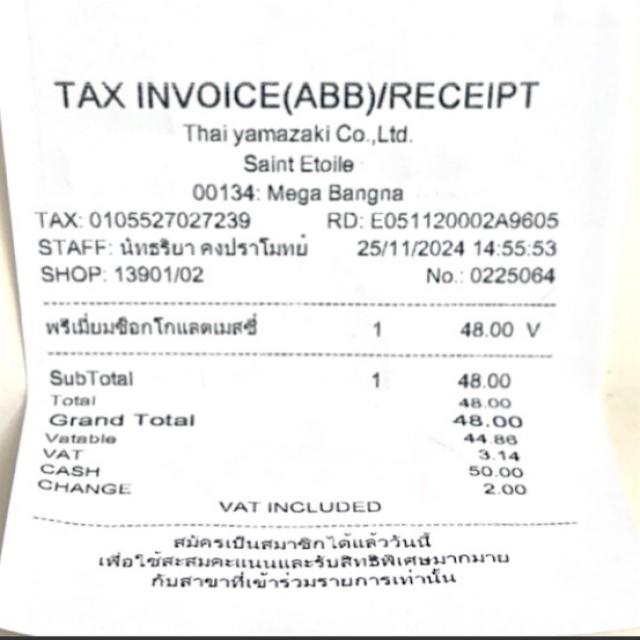 TAX INVOICE(ABB)/RECEIPT
Thai yamazaki Co.,Ltd.
Saint Etoile
00134: Mega Bangna
TAX: 0105527027239 RD: E051120002A9605
STAFF: นัทธริยา คงปราโมทย์ 25/11/2024 14:55:53
SHOP: 13901/02 No.: 0225064
พรีเมี่ยมช็อกโกแลตเมสซี่ 1 48.00 V
SubTotal 1 48.00
Total 48.00
Grand Total 48.00
Vatable 44.86
VAT 3.14
CASH 50.00
CHANGE 2.00
VAT INCLUDED
สมัครเป็นสมาชิกได้แล้ววันนี้
เพื่อใช้สะสมคะแนนและรับสิทธิพิเศษมากมาย
กับสาขาที่เข้าร่วมรายการเท่านั้น